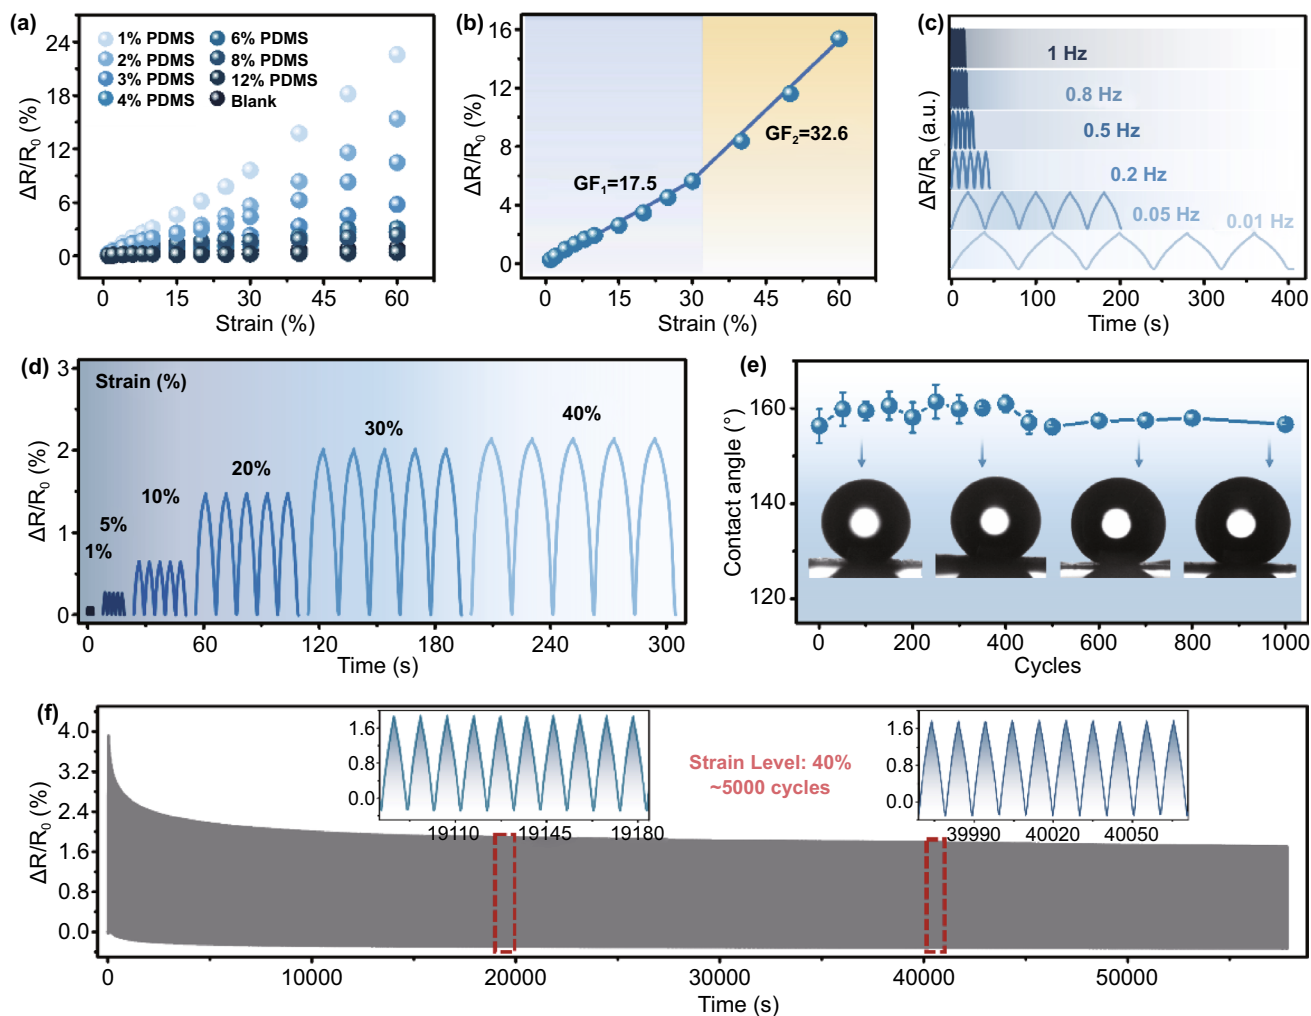 (a)
24
18
12
6
0
ΔR/R₀ (%)
1% PDMS
2% PDMS
3% PDMS
4% PDMS
6% PDMS
8% PDMS
12% PDMS
Blank
0 15 30 45 60
Strain (%)
(b)
16
12
8
4
0
ΔR/R₀ (%)
GF₁=17.5
GF₂=32.6
0 15 30 45 60
Strain (%)
(c)
ΔR/R₀ (a.u.)
1 Hz
0.8 Hz
0.5 Hz
0.2 Hz
0.05 Hz
0.01 Hz
0 100 200 300 400
Time (s)
(d)
3
2
1
0
ΔR/R₀ (%)
Strain (%)
1%
5%
10%
20%
30%
40%
0 60 120 180 240 300
Time (s)
(e)
160
140
120
Contact angle (°)
0 200 400 600 800 1000
Cycles
(f)
4.0
3.2
2.4
1.6
0.8
0.0
ΔR/R₀ (%)
1.6
0.8
0.0
19110 19145 19180
Strain Level: 40%
~5000 cycles
1.6
0.8
0.0
39990 40020 40050
0 10000 20000 30000 40000 50000
Time (s)